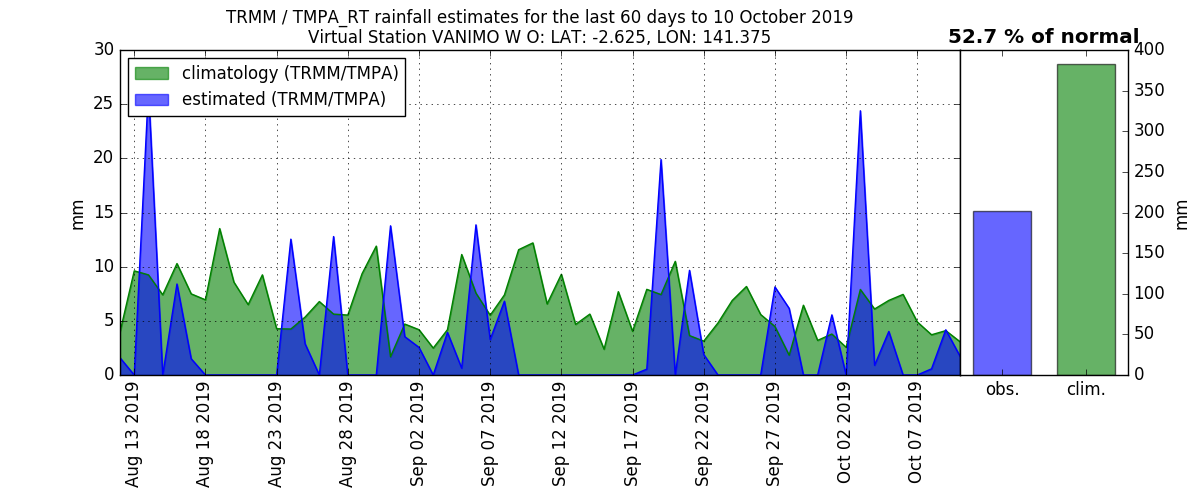 TRMM / TMPA_RT rainfall estimates for the last 60 days to 10 October 2019
Virtual Station VANIMO W O: LAT: -2.625, LON: 141.375
52.7 % of normal
climatology (TRMM/TMPA)
estimated (TRMM/TMPA)
30
25
20
15
10
5
0
mm
400
350
300
250
200
150
100
50
0
mm
Aug 13 2019
Aug 18 2019
Aug 23 2019
Aug 28 2019
Sep 02 2019
Sep 07 2019
Sep 12 2019
Sep 17 2019
Sep 22 2019
Sep 27 2019
Oct 02 2019
Oct 07 2019
obs.
clim.